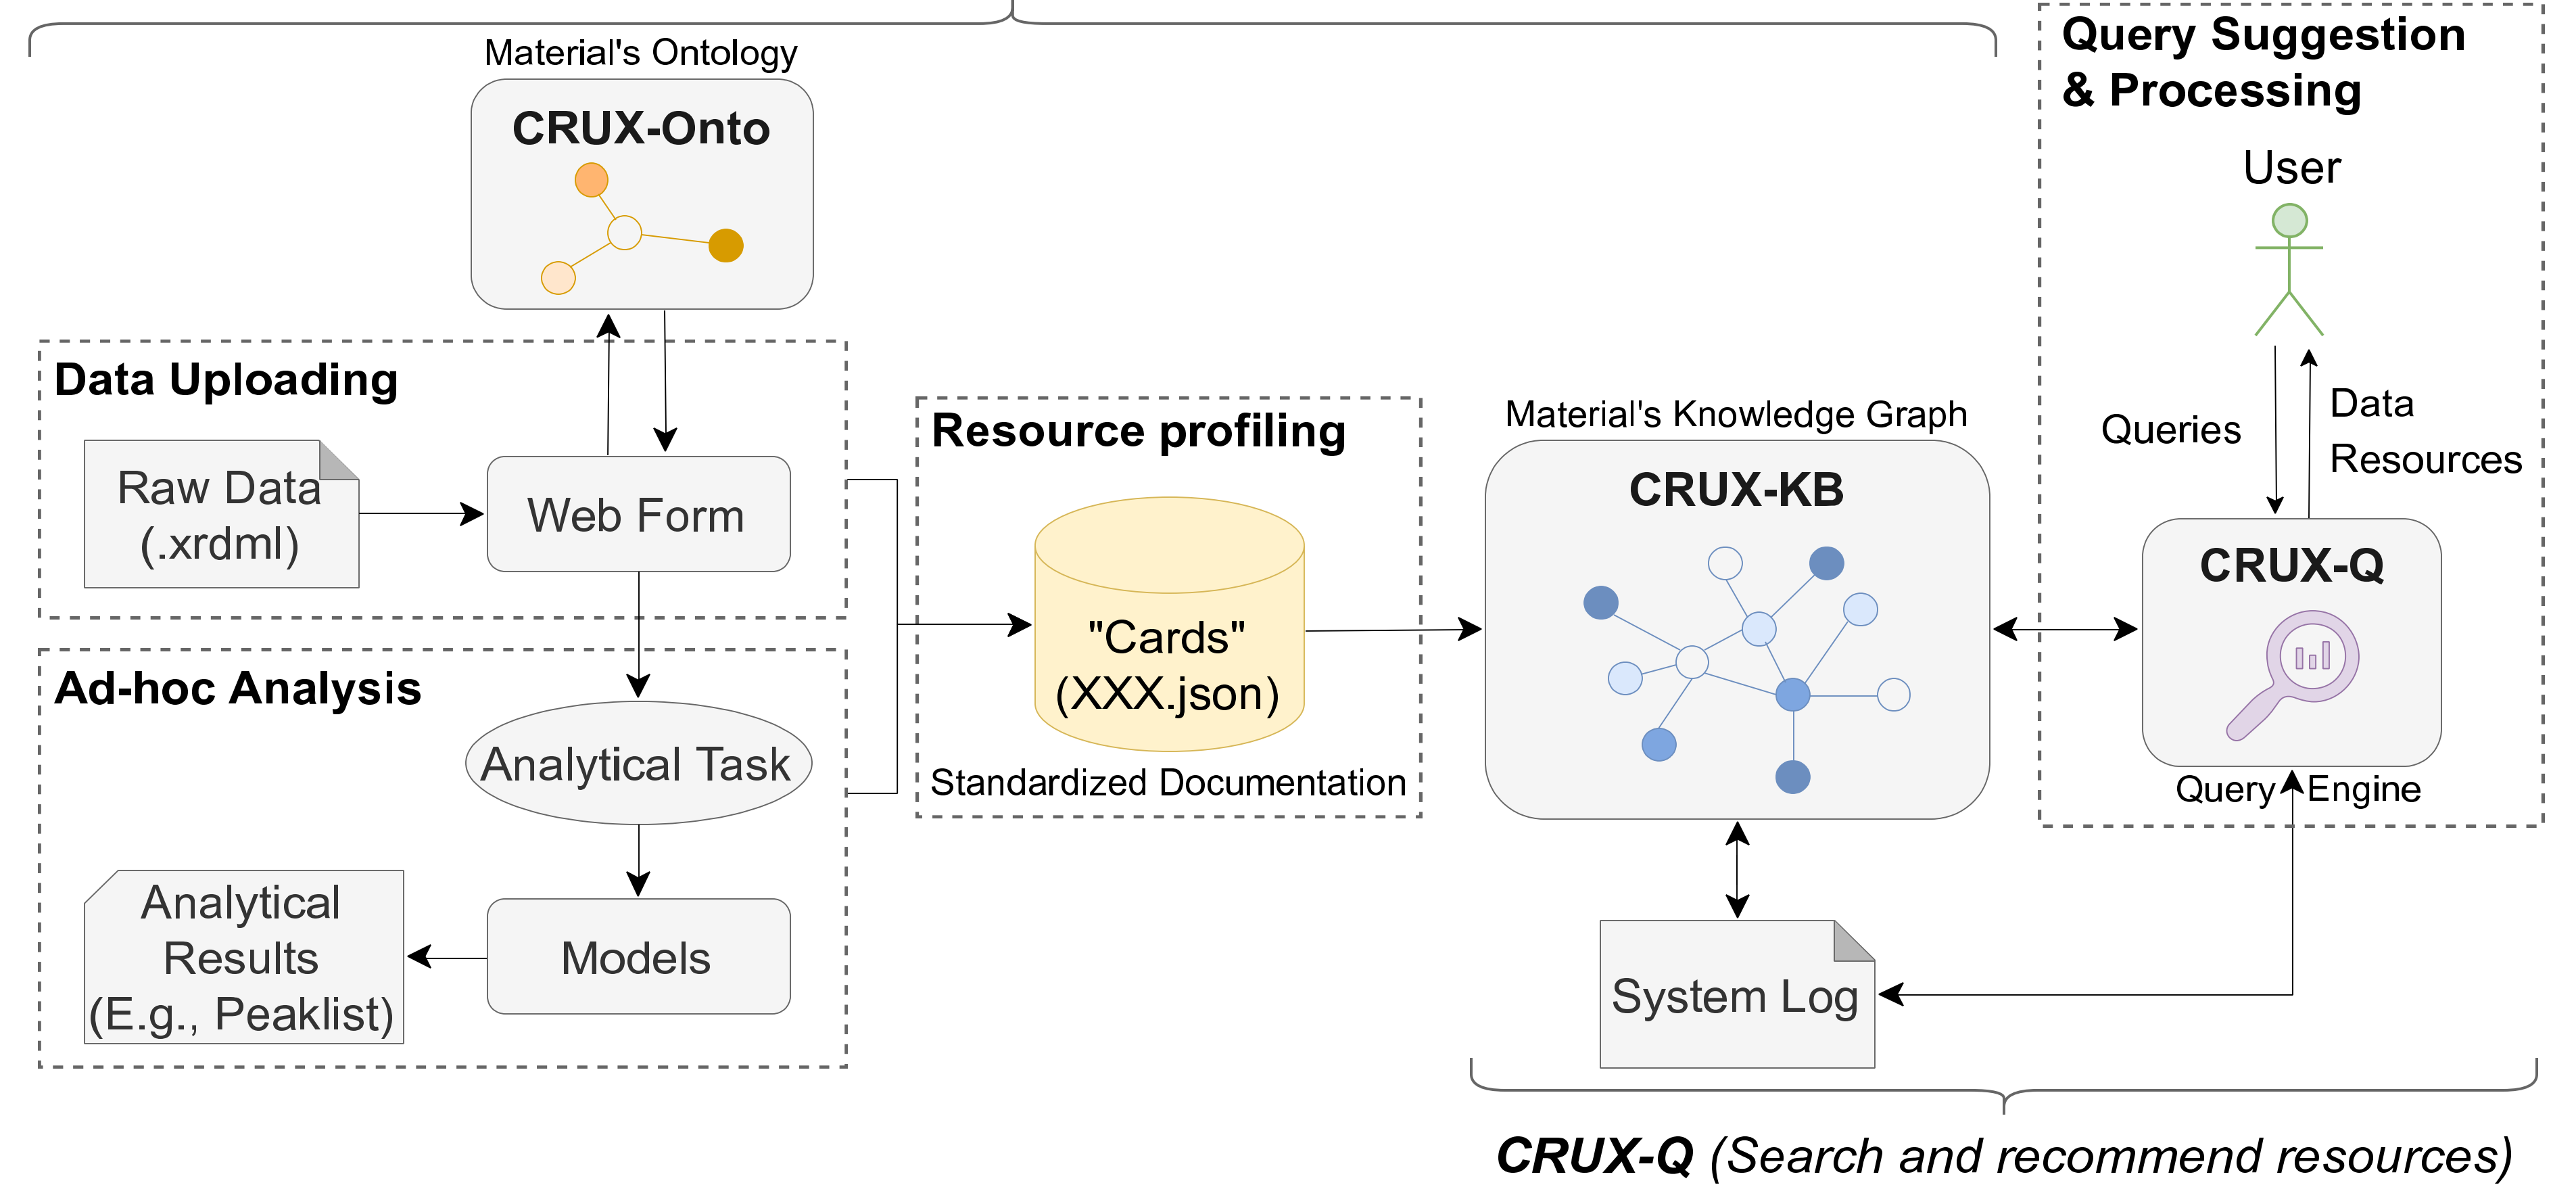 Material's Ontology
CRUX-Onto
Data Uploading
Raw Data
(.xrdml)
Web Form
Ad-hoc Analysis
Analytical Task
Models
Analytical
Results
(E.g., Peaklist)
Resource profiling
"Cards"
(XXX.json)
Standardized Documentation
Material's Knowledge Graph
CRUX-KB
System Log
Query Suggestion
& Processing
User
Queries
Data
Resources
CRUX-Q
Query Engine
CRUX-Q (Search and recommend resources)